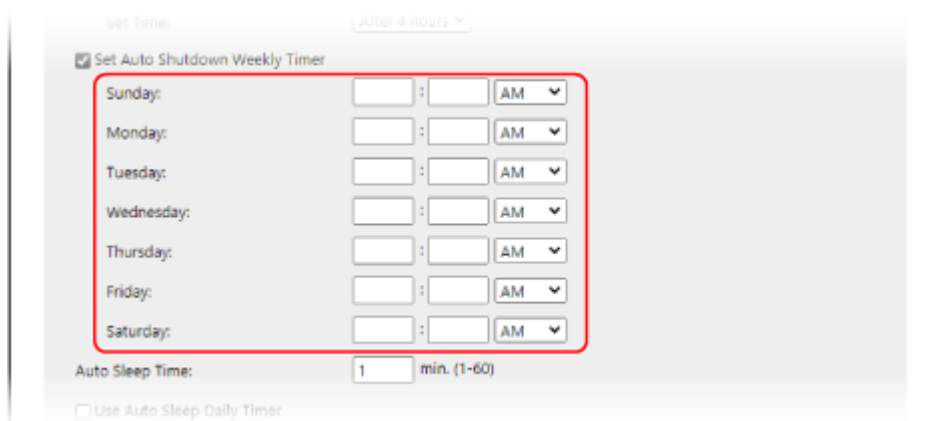 Set Time: After 4 hours
Set Auto Shutdown Weekly Timer
Sunday: : AM
Monday: : AM
Tuesday: : AM
Wednesday: : AM
Thursday: : AM
Friday: : AM
Saturday: : AM
Auto Sleep Time: 1 min. (1-60)
Use Auto Sleep Daily Timer